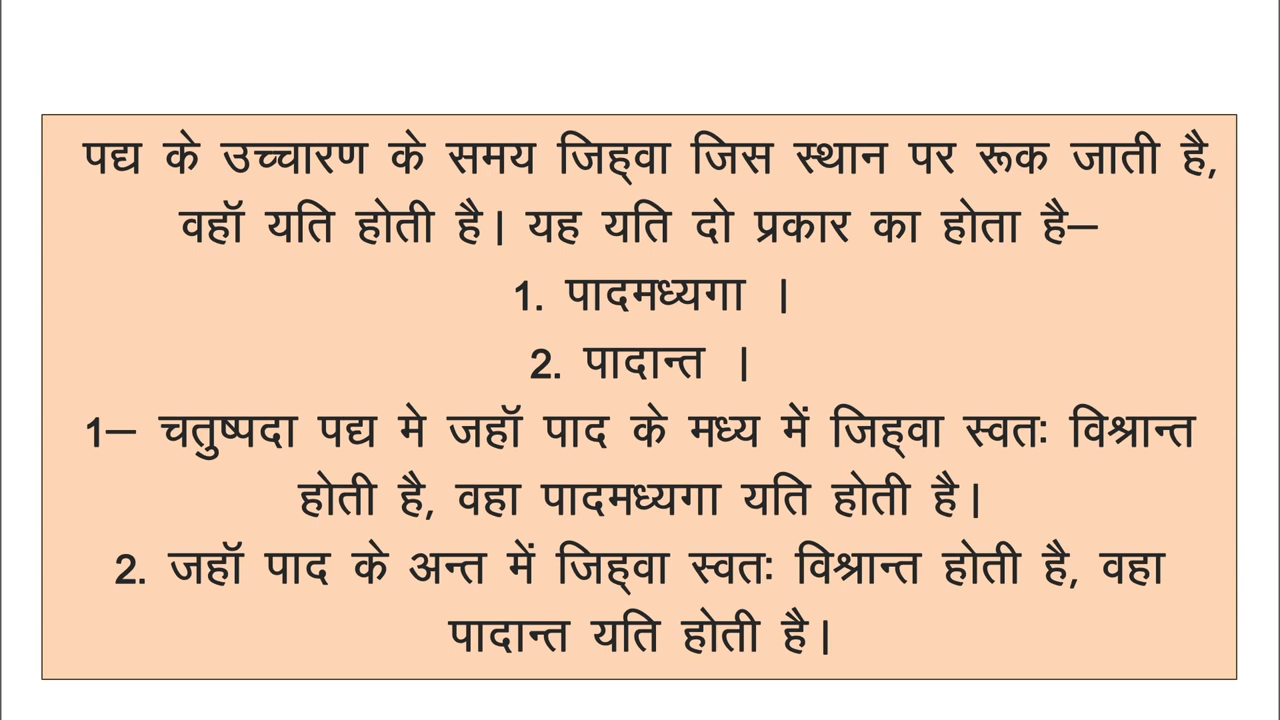 पद्य के उच्चारण के समय जिह्वा जिस स्थान पर रूक जाती है,
वहॉ यति होती है। यह यति दो प्रकार का होता है–
1. पादमध्यगा ।
2. पादान्त ।
1– चतुष्पदा पद्य मे जहॉ पाद के मध्य में जिह्वा स्वतः विश्रान्त
होती है, वहा पादमध्यगा यति होती है।
2. जहॉ पाद के अन्त में जिह्वा स्वतः विश्रान्त होती है, वहा
पादान्त यति होती है।